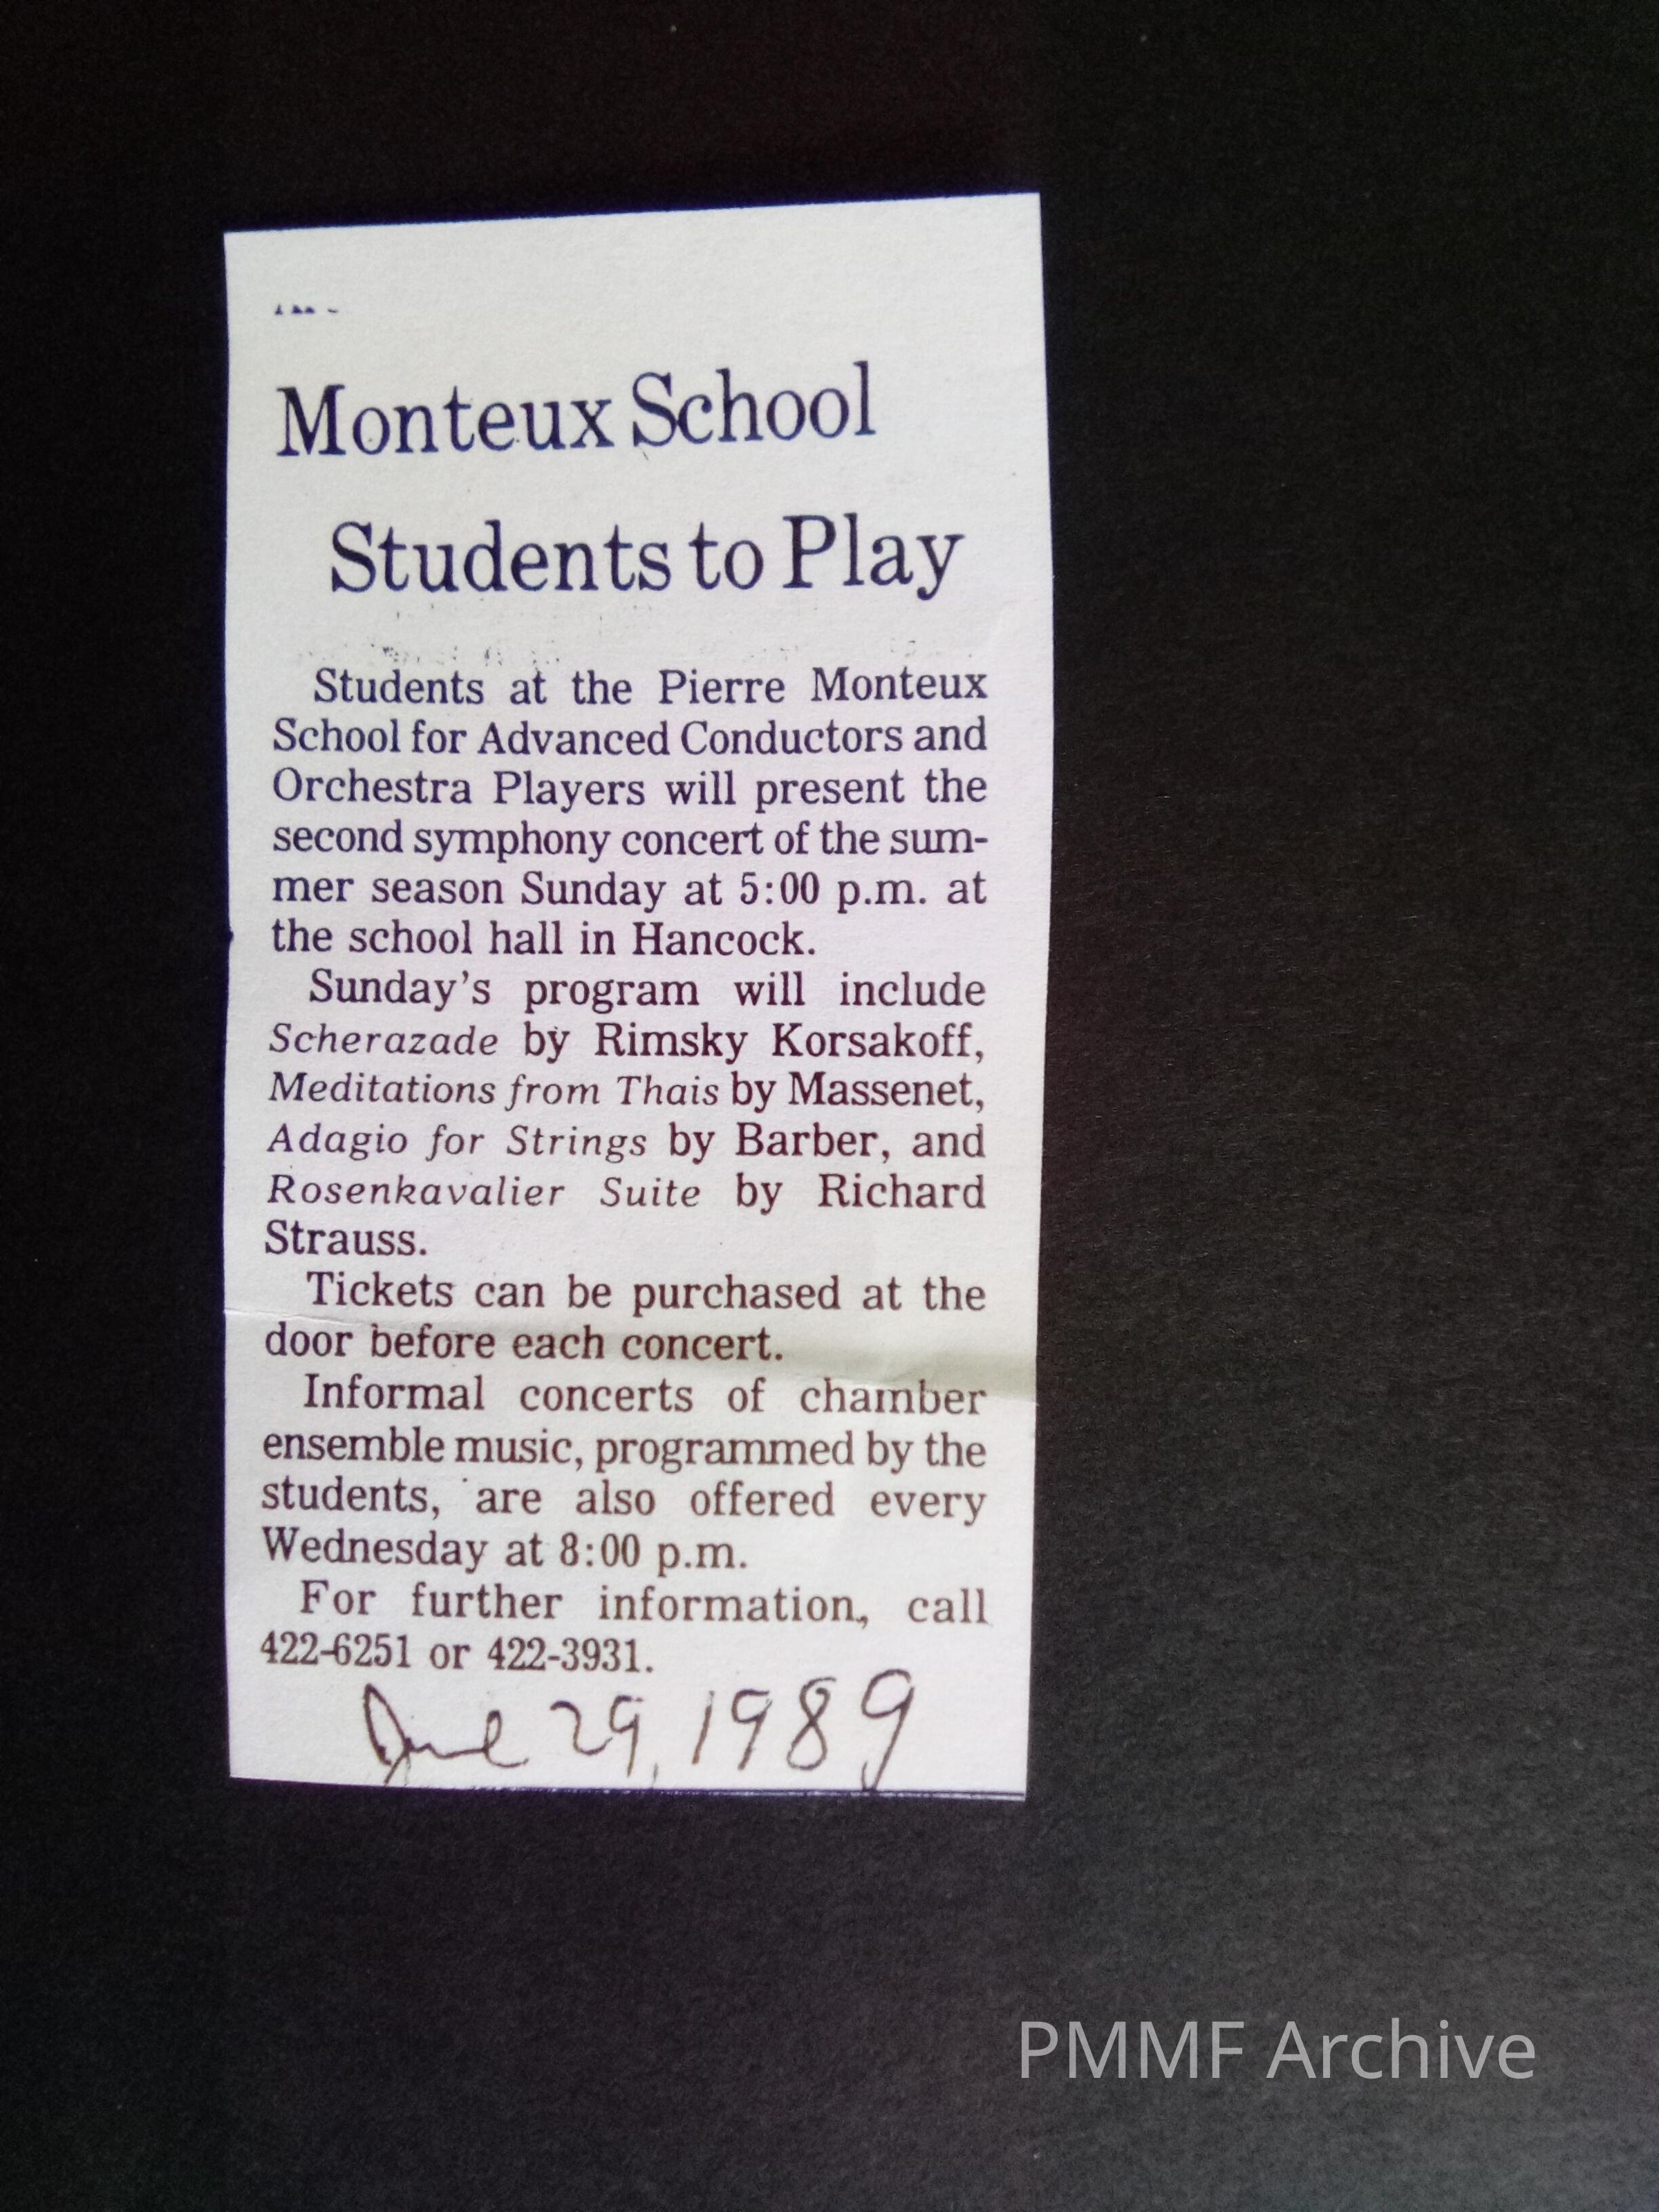 Monteux School
Students to Play
Students at the Pierre Monteux
School for Advanced Conductors and
Orchestra Players will present the
second symphony concert of the sum-
mer season Sunday at 5:00 p.m. at
the school hall in Hancock.
Sunday's program will include
Scherazade by Rimsky Korsakoff,
Meditations from Thais by Massenet,
Adagio for Strings by Barber, and
Rosenkavalier Suite by Richard
Strauss.
Tickets can be purchased at the
door before each concert.
Informal concerts of chamber
ensemble music, programmed by the
students, are also offered every
Wednesday at 8:00 p.m.
For further information, call
422-6251 or 422-3931.
June 29, 1989
PMMF Archive